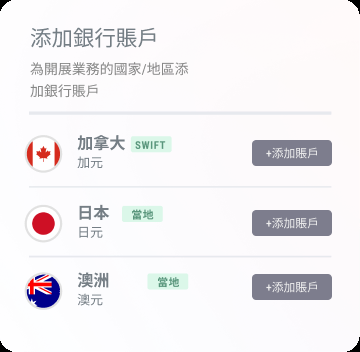 添加銀行賬戶
為開展業務的國家/地區添
加銀行賬戶
加拿大 SWIFT
加元
+添加賬戶
日本 當地
日元
+添加賬戶
澳洲 當地
澳元
+添加賬戶